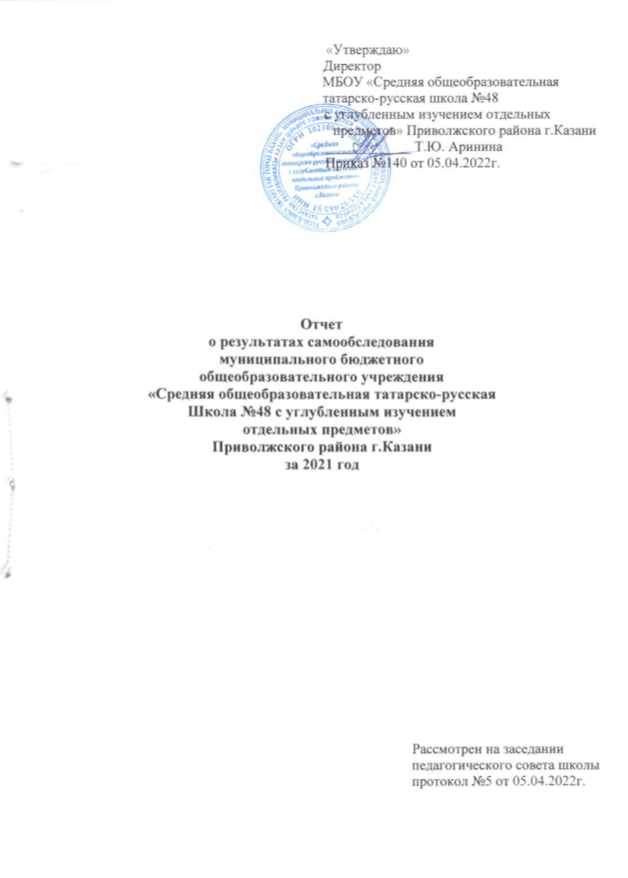 «Утверждаю»
Директор
МБОУ «Средняя общеобразовательная
татарско-русская школа №48
с углубленным изучением отдельных
предметов» Приволжского района г.Казани
Т.Ю. Аринина
Приказ №140 от 05.04.2022г.
Отчет
о результатах самообследования
муниципального бюджетного
общеобразовательного учреждения
«Средняя общеобразовательная татарско-русская
Школа №48 с углубленным изучением
отдельных предметов»
Приволжского района г.Казани
за 2021 год
Рассмотрен на заседании
педагогического совета школы
протокол №5 от 05.04.2022г.